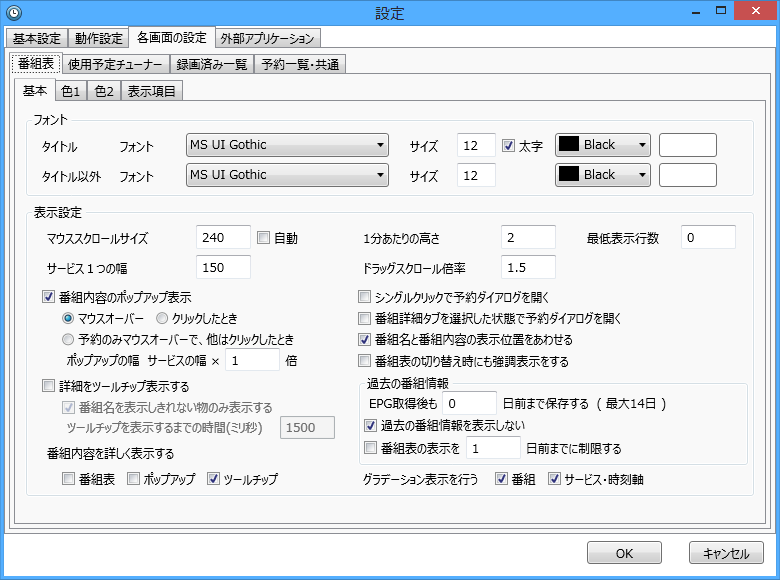 設定
基本設定 動作設定 各画面の設定 外部アプリケーション
番組表 使用予定チューナー 録画済み一覧 予約一覧・共通
基本 色1 色2 表示項目
フォント
タイトル フォント MS UI Gothic サイズ 12 太字 Black
タイトル以外 フォント MS UI Gothic サイズ 12 Black
表示設定
マウススクロールサイズ 240 自動 1分あたりの高さ 2 最低表示行数 0
サービス１つの幅 150 ドラッグスクロール倍率 1.5
番組内容のポップアップ表示 シングルクリックで予約ダイアログを開く
マウスオーバー クリックしたとき 番組詳細タブを選択した状態で予約ダイアログを開く
予約のみマウスオーバーで、他はクリックしたとき 番組名と番組内容の表示位置をあわせる
ポップアップの幅 サービスの幅 × 1 倍 番組表の切り替え時にも強調表示をする
詳細をツールチップ表示する 過去の番組情報
番組名を表示しきれない物のみ表示する EPG取得後も 0 日前まで保存する ( 最大14日 )
ツールチップを表示するまでの時間(ミリ秒) 1500 過去の番組情報を表示しない
番組内容を詳しく表示する 番組表の表示を 1 日前までに制限する
番組表 ポップアップ ツールチップ グラデーション表示を行う 番組 サービス・時刻軸
OK キャンセル